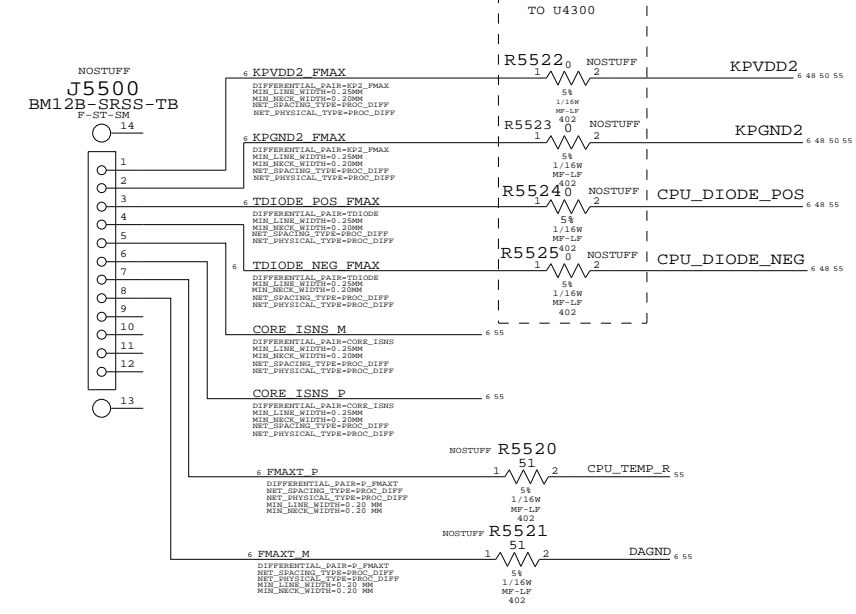 TO U4300
NOSTUFF
J5500
BM12B-SRSS-TB
F-ST-SM
14
1
2
3
4
5
6
7
8
9
10
11
12
13
6 KPVDD2_FMAX
DIFFERENTIAL_PAIR=KP2_FMAX
MIN_LINE_WIDTH=0.25MM
MIN_NECK_WIDTH=0.20MM
NET_SPACING_TYPE=PROC_DIFF
NET_PHYSICAL_TYPE=PROC_DIFF
R5522
0
NOSTUFF
1
2
5%
1/16W
MF-LF
402
KPVDD2
6 48 50 55
6 KPGND2_FMAX
DIFFERENTIAL_PAIR=KP2_FMAX
MIN_LINE_WIDTH=0.25MM
MIN_NECK_WIDTH=0.20MM
NET_SPACING_TYPE=PROC_DIFF
NET_PHYSICAL_TYPE=PROC_DIFF
R5523
0
NOSTUFF
1
2
5%
1/16W
MF-LF
402
KPGND2
6 48 50 55
6 TDIODE_POS_FMAX
DIFFERENTIAL_PAIR=TDIODE
MIN_LINE_WIDTH=0.25MM
MIN_NECK_WIDTH=0.20MM
NET_SPACING_TYPE=PROC_DIFF
NET_PHYSICAL_TYPE=PROC_DIFF
R5524
0
NOSTUFF
1
2
5%
1/16W
MF-LF
402
CPU_DIODE_POS
6 48 55
6 TDIODE_NEG_FMAX
DIFFERENTIAL_PAIR=TDIODE
MIN_LINE_WIDTH=0.25MM
MIN_NECK_WIDTH=0.20MM
NET_SPACING_TYPE=PROC_DIFF
NET_PHYSICAL_TYPE=PROC_DIFF
R5525
0
NOSTUFF
1
2
5%
1/16W
MF-LF
402
CPU_DIODE_NEG
6 48 55
CORE_ISNS_M
6 55
DIFFERENTIAL_PAIR=CORE_ISNS
MIN_LINE_WIDTH=0.25MM
MIN_NECK_WIDTH=0.20MM
NET_SPACING_TYPE=PROC_DIFF
NET_PHYSICAL_TYPE=PROC_DIFF
CORE_ISNS_P
6 55
DIFFERENTIAL_PAIR=CORE_ISNS
MIN_LINE_WIDTH=0.25MM
MIN_NECK_WIDTH=0.20MM
NET_SPACING_TYPE=PROC_DIFF
NET_PHYSICAL_TYPE=PROC_DIFF
6 FMAXT_P
DIFFERENTIAL_PAIR=P_FMAXT
NET_SPACING_TYPE=PROC_DIFF
NET_PHYSICAL_TYPE=PROC_DIFF
MIN_LINE_WIDTH=0.20 MM
MIN_NECK_WIDTH=0.20 MM
NOSTUFF R5520
51
1
2
5%
1/16W
MF-LF
402
CPU_TEMP_R 55
6 FMAXT_M
DIFFERENTIAL_PAIR=P_FMAXT
NET_SPACING_TYPE=PROC_DIFF
NET_PHYSICAL_TYPE=PROC_DIFF
MIN_LINE_WIDTH=0.20 MM
MIN_NECK_WIDTH=0.20 MM
NOSTUFF R5521
51
1
2
5%
1/16W
MF-LF
402
DAGND 6 55